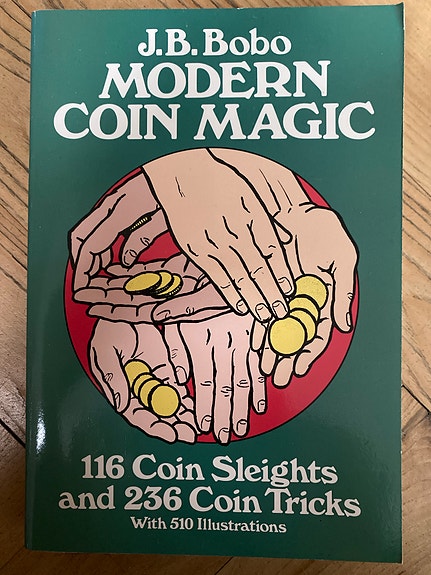 J.B. Bobo
MODERN
COIN MAGIC
116 Coin Sleights
and 236 Coin Tricks
With 510 Illustrations